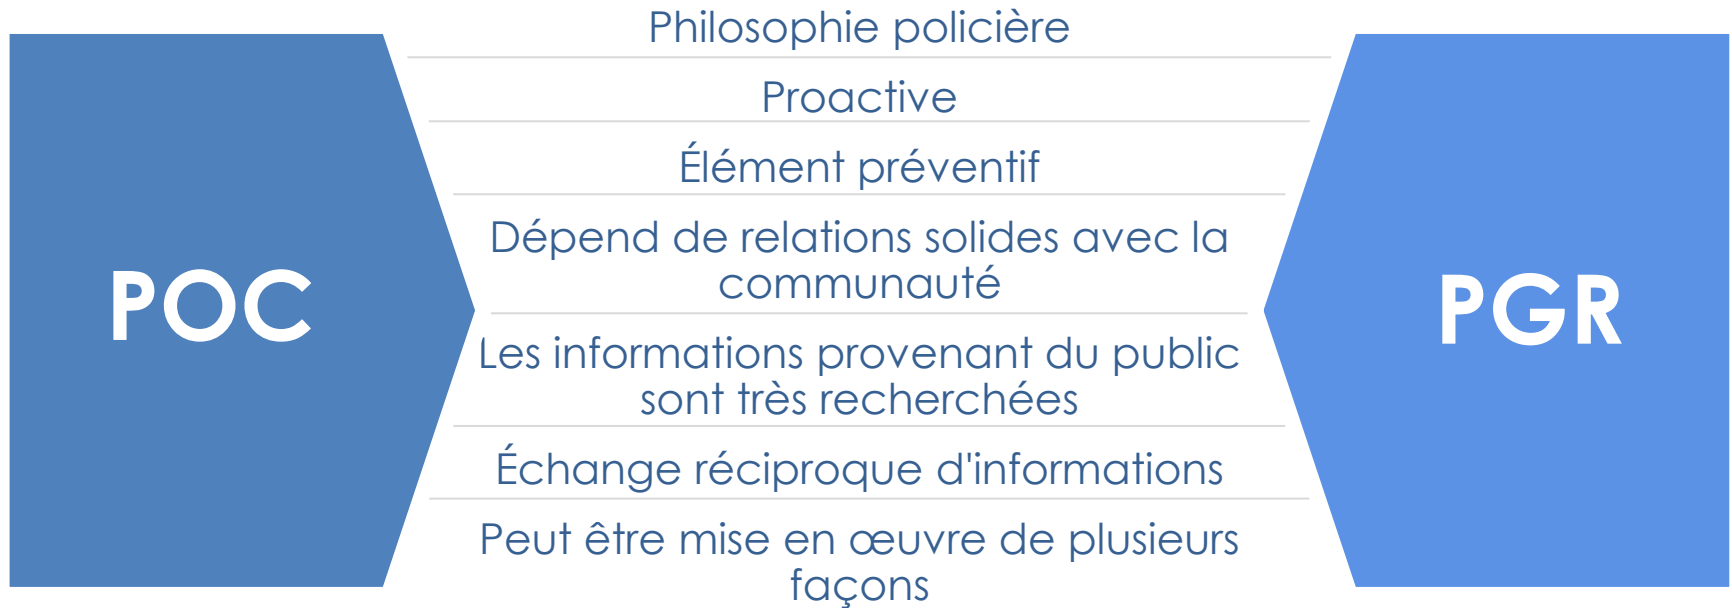 Philosophie policière
Proactive
Élément préventif
Dépend de relations solides avec la
communauté
POC
PGR
Les informations provenant du public
sont très recherchées
Échange réciproque d'informations
Peut être mise en œuvre de plusieurs
façons